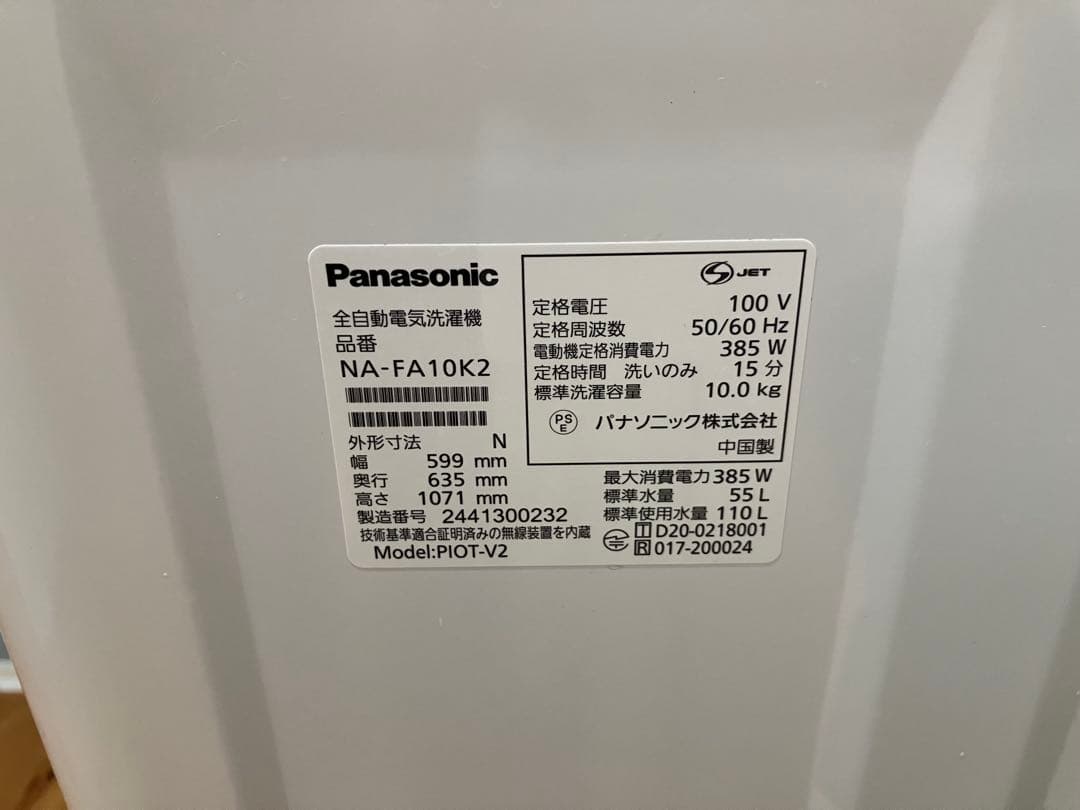 Panasonic
全自動電気洗濯機
品番
NA-FA10K2
外形寸法 N
幅 599 mm
奥行 635 mm
高さ 1071 mm
製造番号 2441300232
技術基準適合証明済みの無線装置を内蔵
Model:PIOT-V2
JET
定格電圧 100 V
定格周波数 50/60 Hz
電動機定格消費電力 385 W
定格時間 洗いのみ 15 分
標準洗濯容量 10.0 kg
PSE パナソニック株式会社
中国製
最大消費電力 385 W
標準水量 55 L
標準使用水量 110 L
T D20-0218001
R 017-200024